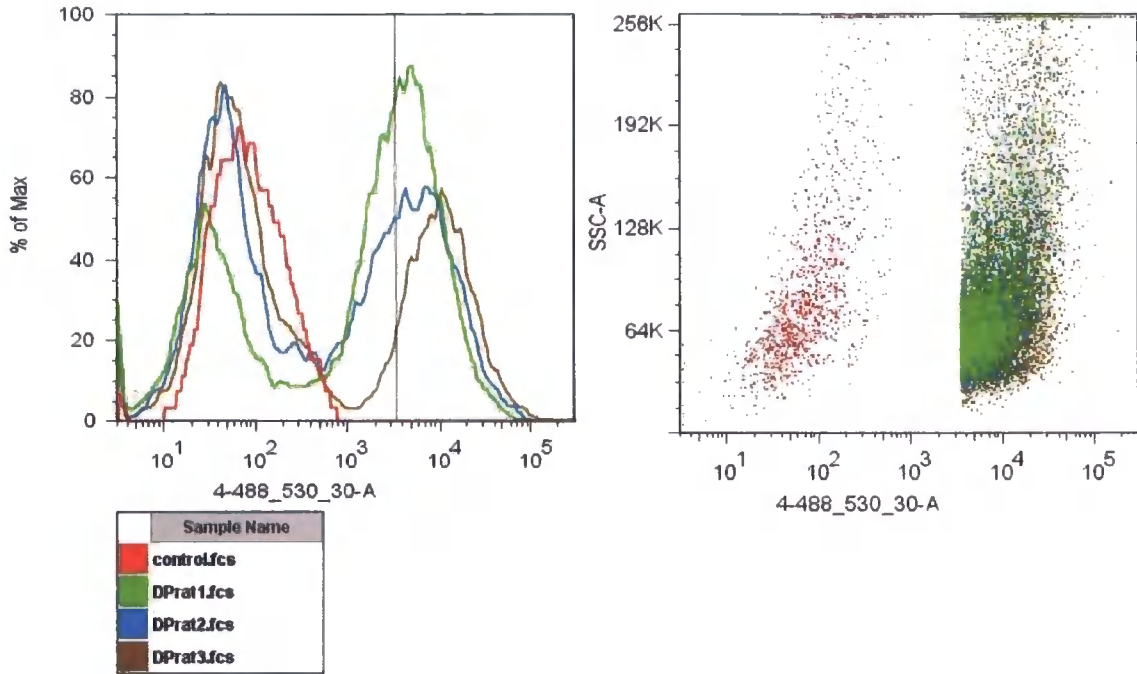 100
80
60
40
20
0
% of Max
10^1 10^2 10^3 10^4 10^5
4-488_530_30-A
256K
192K
128K
64K
SSC-A
10^1 10^2 10^3 10^4 10^5
4-488_530_30-A
Sample Name
control.fcs
DPrat1.fcs
DPrat2.fcs
DPrat3.fcs